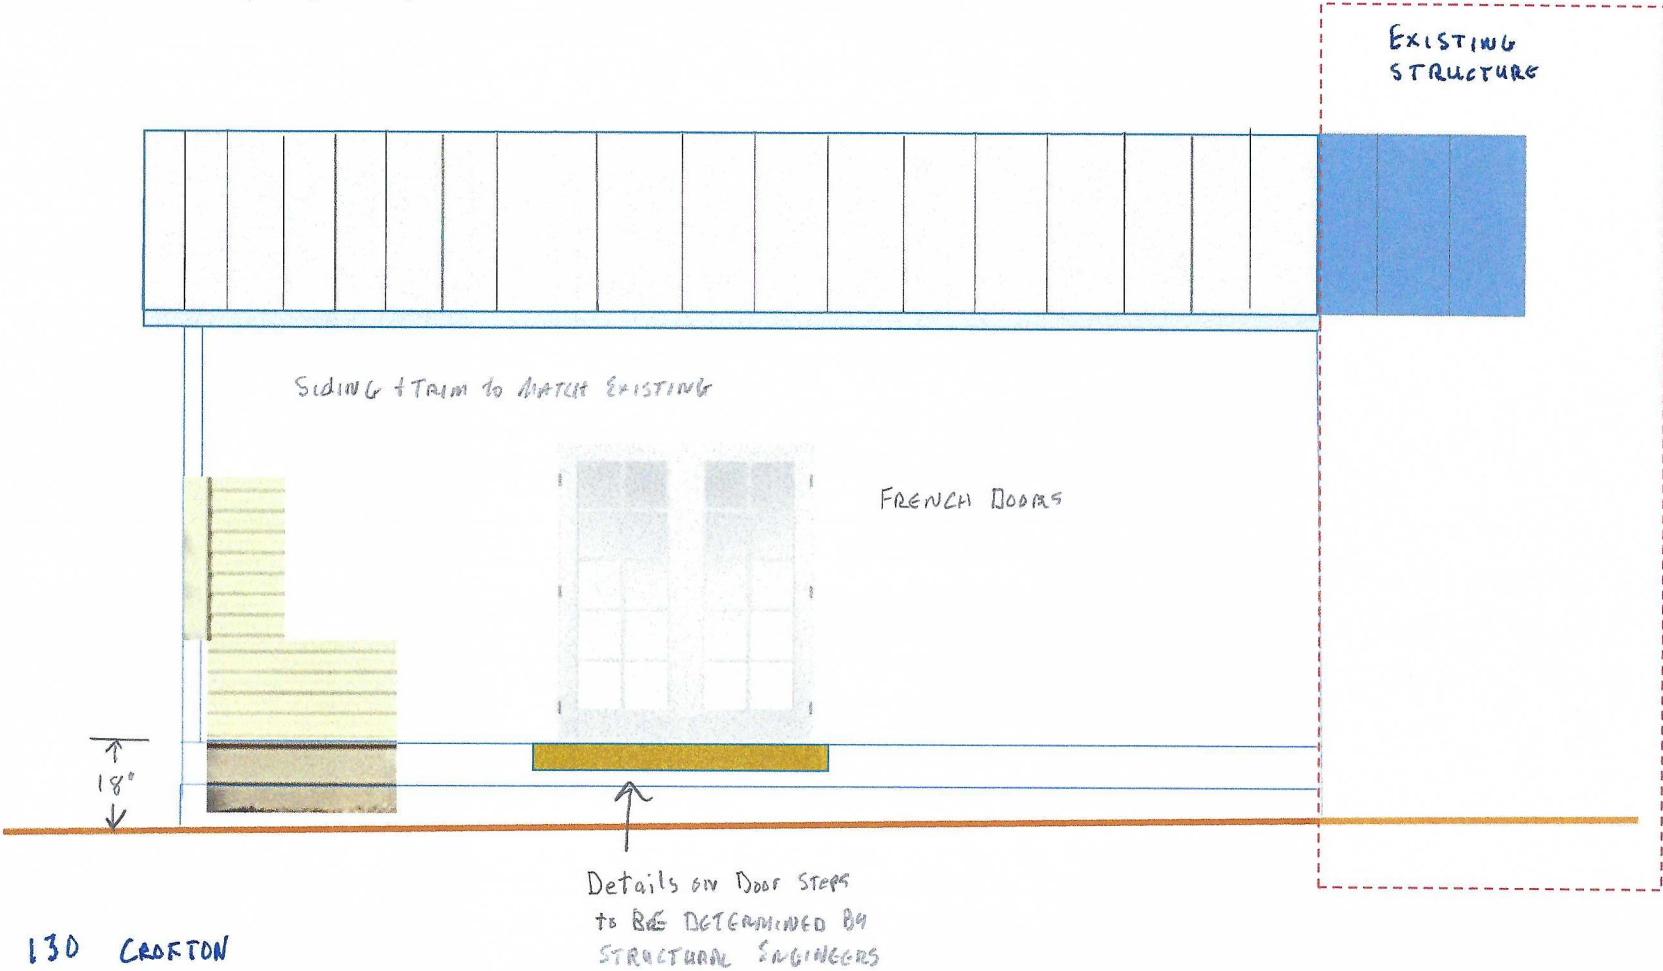 EXISTING
STRUCTURE
SIDING + TRIM to MATCH EXISTING
FRENCH DOORS
18"
Details on Door STEPS
to BE DETERMINED BY
STRUCTURAL ENGINEERS
130 CROFTON